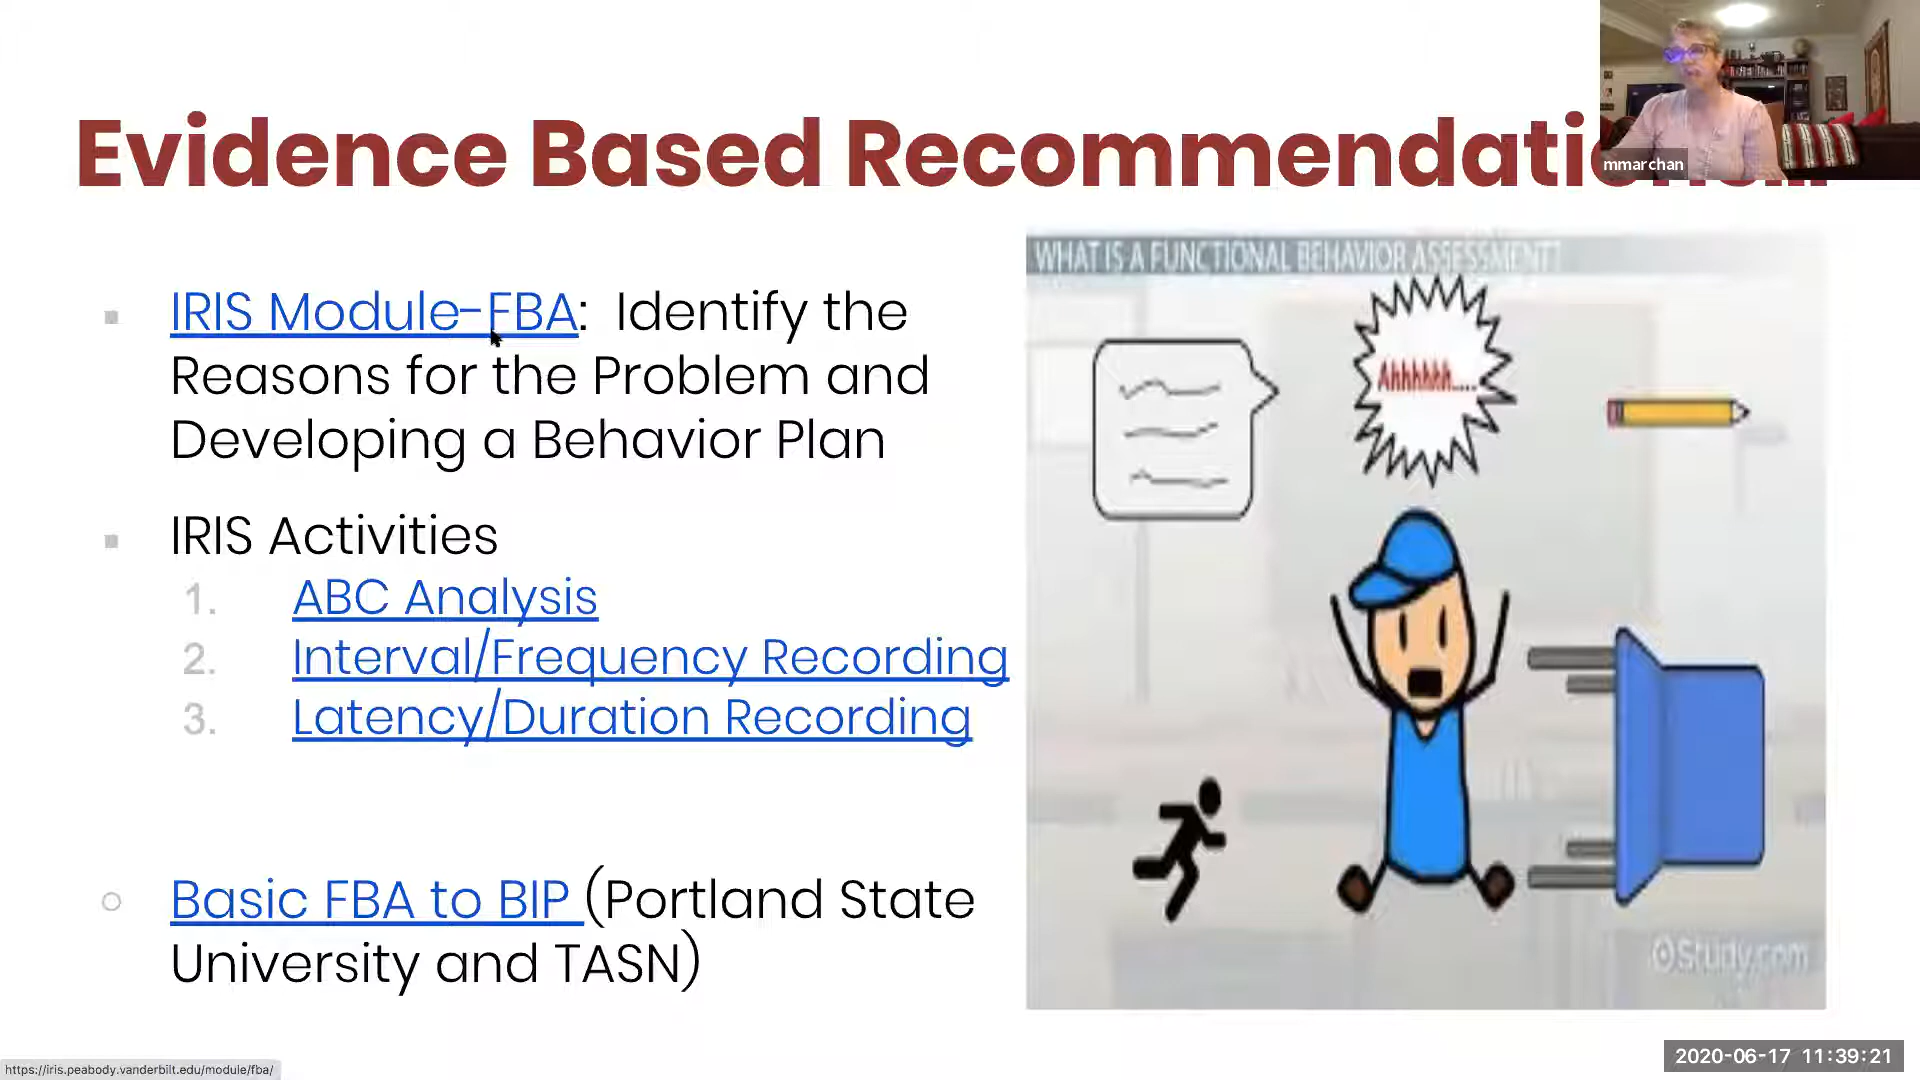 Evidence Based Recommendati
mmarchan
IRIS Module-FBA: Identify the
Reasons for the Problem and
Developing a Behavior Plan
IRIS Activities
1. ABC Analysis
2. Interval/Frequency Recording
3. Latency/Duration Recording
Basic FBA to BIP (Portland State
University and TASN)
WHAT IS A FUNCTIONAL BEHAVIOR ASSESSMENT?
Ahhhhhh....
Study.com
https://iris.peabody.vanderbilt.edu/module/fba/
2020-06-17 11:39:21